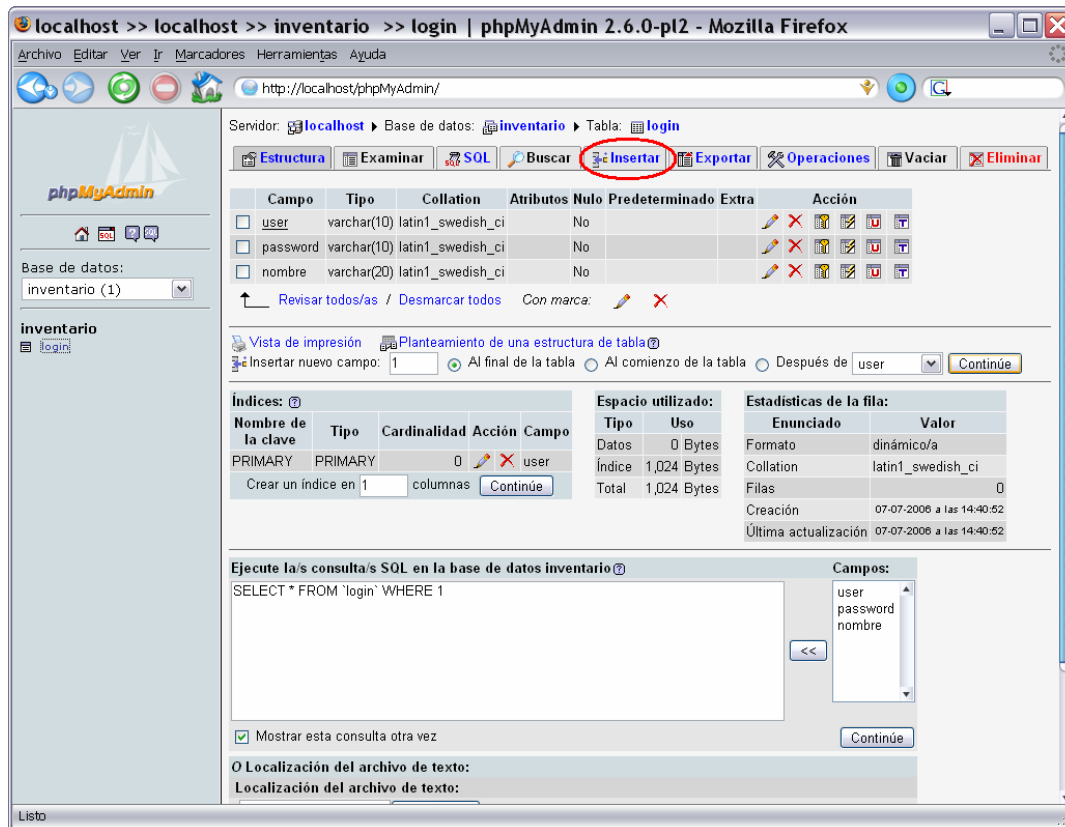 localhost >> localhost >> inventario >> login | phpMyAdmin 2.6.0-pl2 - Mozilla Firefox
Archivo Editar Ver Ir Marcadores Herramientas Ayuda
http://localhost/phpMyAdmin/
Servidor: localhost Base de datos: inventario Tabla: login
Estructura Examinar SQL Buscar Insertar Exportar Operaciones Vaciar Eliminar
phpMyAdmin
Base de datos:
inventario (1)
inventario
login
Campo Tipo Collation Atributos Nulo Predeterminado Extra Acción
user varchar(10) latin1_swedish_ci No
password varchar(10) latin1_swedish_ci No
nombre varchar(20) latin1_swedish_ci No
Revisar todos/as / Desmarcar todos Con marca:
Vista de impresión Planteamiento de una estructura de tabla
Insertar nuevo campo: 1 Al final de la tabla Al comienzo de la tabla Después de user Continúe
Índices:
Nombre de la clave Tipo Cardinalidad Acción Campo
PRIMARY PRIMARY 0 user
Crear un índice en 1 columnas Continúe
Espacio utilizado:
Tipo Uso
Datos 0 Bytes
Índice 1,024 Bytes
Total 1,024 Bytes
Estadísticas de la fila:
Enunciado Valor
Formato dinámico/a
Collation latin1_swedish_ci
Filas 0
Creación 07-07-2006 a las 14:40:52
Última actualización 07-07-2006 a las 14:40:52
Ejecute la/s consulta/s SQL en la base de datos inventario
SELECT * FROM `login` WHERE 1
Campos:
user
password
nombre
<<
Mostrar esta consulta otra vez
Continúe
O Localización del archivo de texto:
Localización del archivo de texto:
Listo